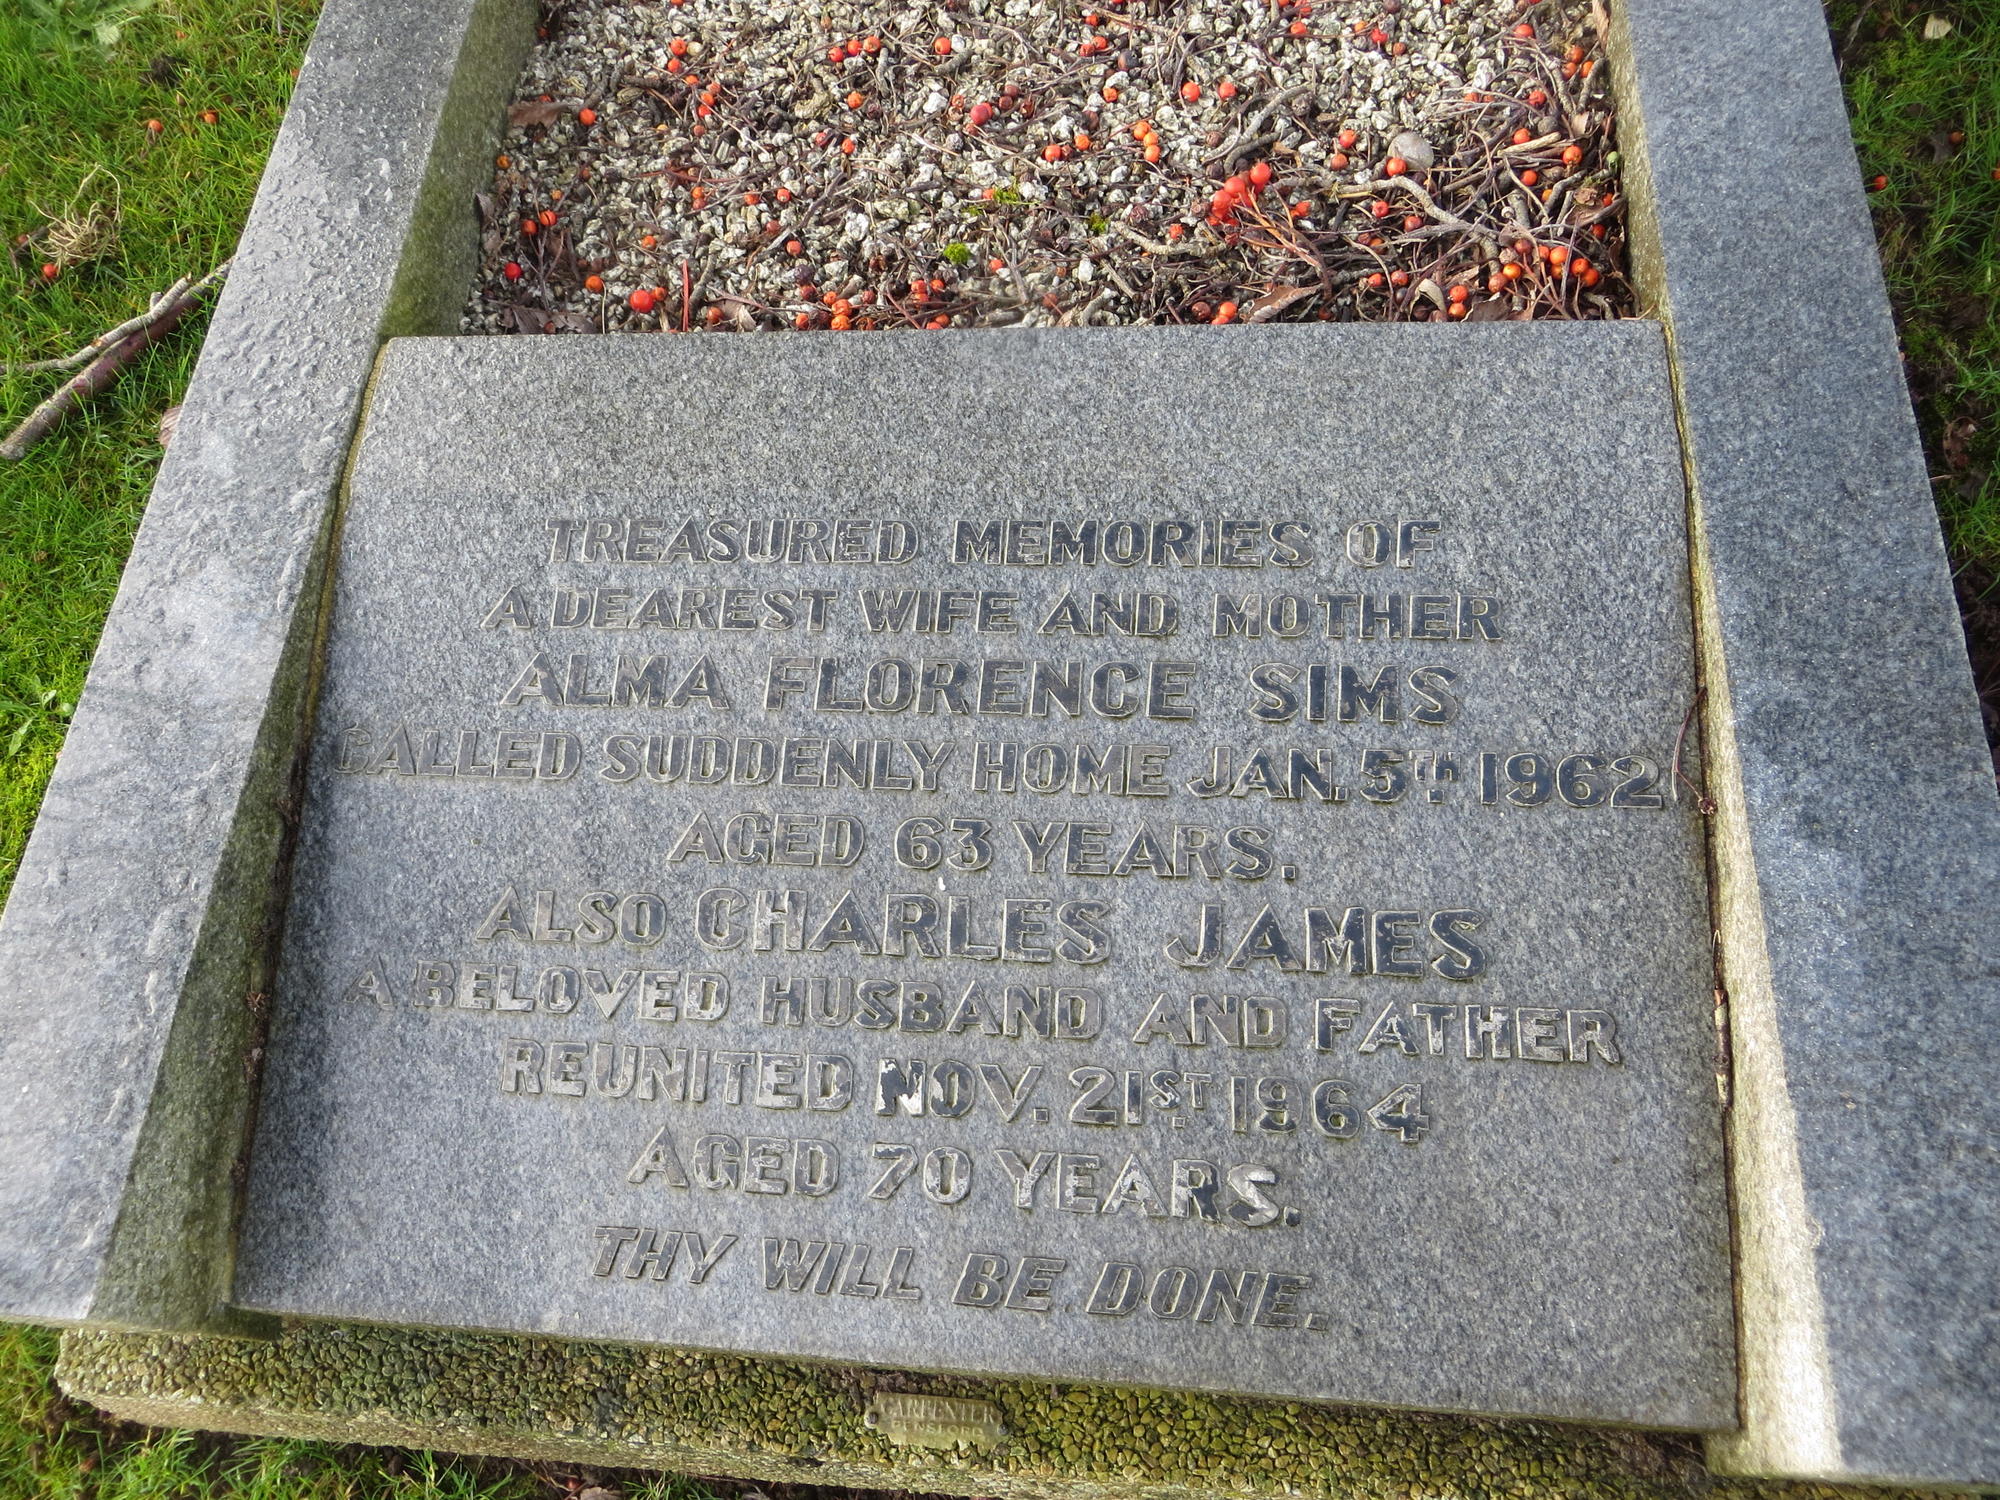 TREASURED MEMORIES OF
A DEAREST WIFE AND MOTHER
ALMA FLORENCE SIMS
CALLED SUDDENLY HOME JAN. 5TH 1962
AGED 63 YEARS.
ALSO CHARLES JAMES
A BELOVED HUSBAND AND FATHER
REUNITED NOV. 21ST 1964
AGED 70 YEARS.
THY WILL BE DONE.
CARPENTER
PENSFORD